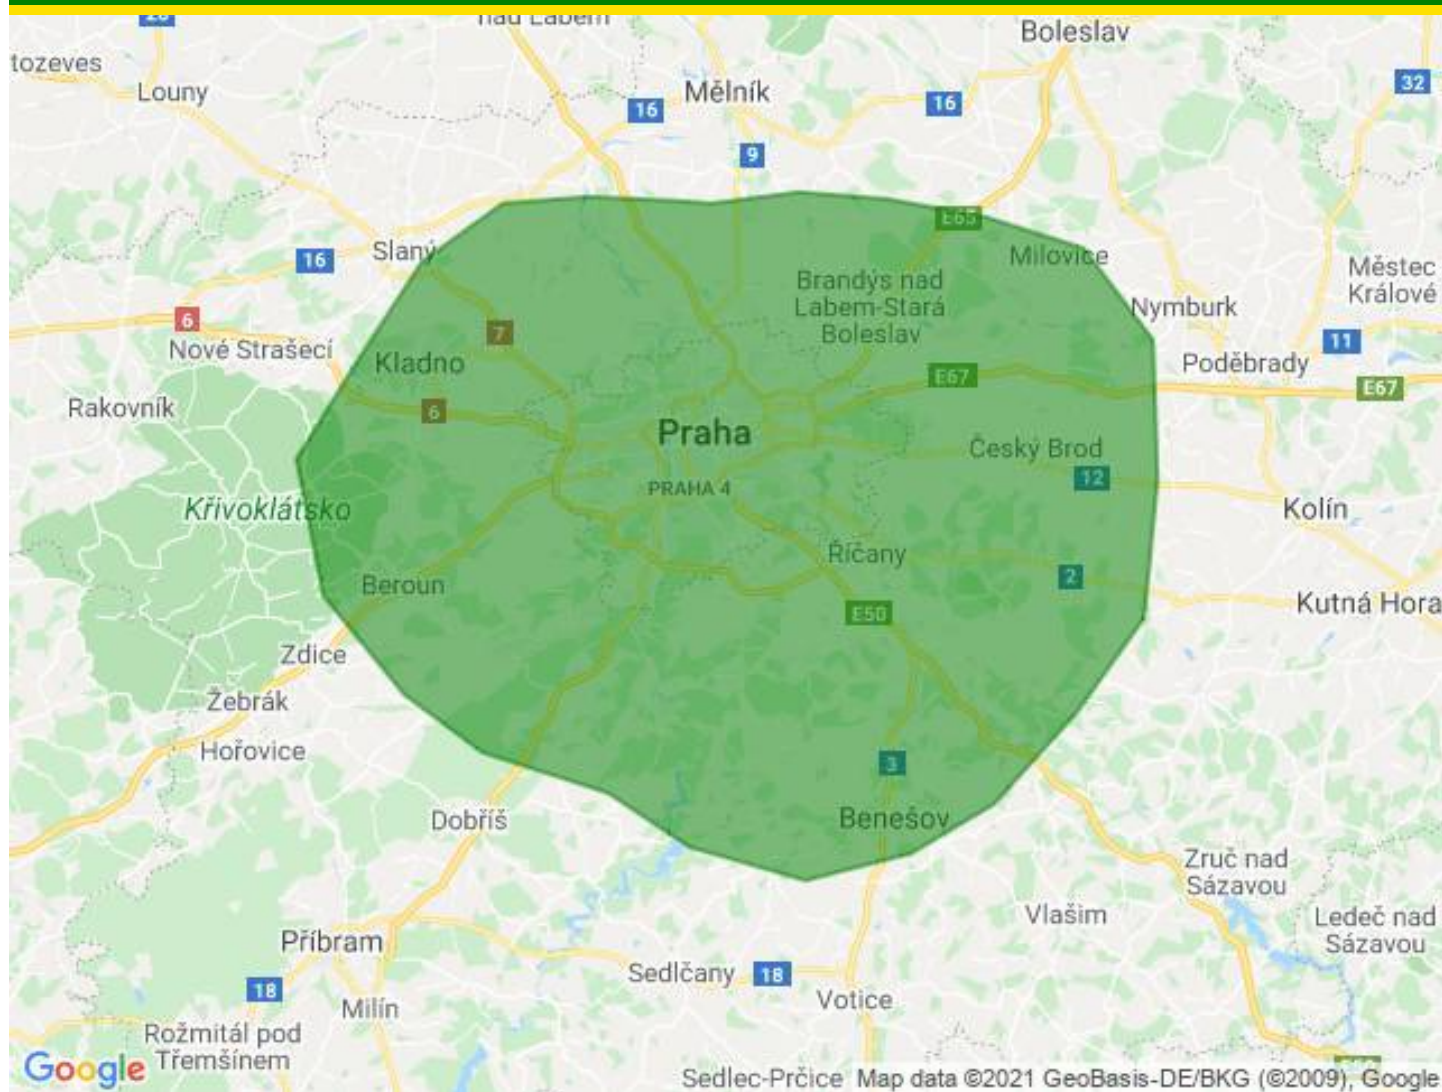 28
nad Labem
Boleslav
tozeves
Louny
Mělník
16
16
32
9
E65
Slaný
16
Milovice
Městec
Králové
Brandýs nad
Labem-Stará
Boleslav
Nymburk
6
7
11
Nové Strašecí
Kladno
Poděbrady
E67
E67
Rakovník
6
Praha
Český Brod
PRAHA 4
12
Křivoklátsko
Kolín
Říčany
Beroun
2
Kutná Hora
E50
Zdice
Žebrák
Hořovice
3
Dobříš
Benešov
Zruč nad
Sázavou
Vlašim
Ledeč nad
Sázavou
Příbram
Sedlčany
18
18
Votice
Milín
Rožmitál pod
Třemšínem
Google
Sedlec-Prčice
Map data ©2021 GeoBasis-DE/BKG (©2009), Google